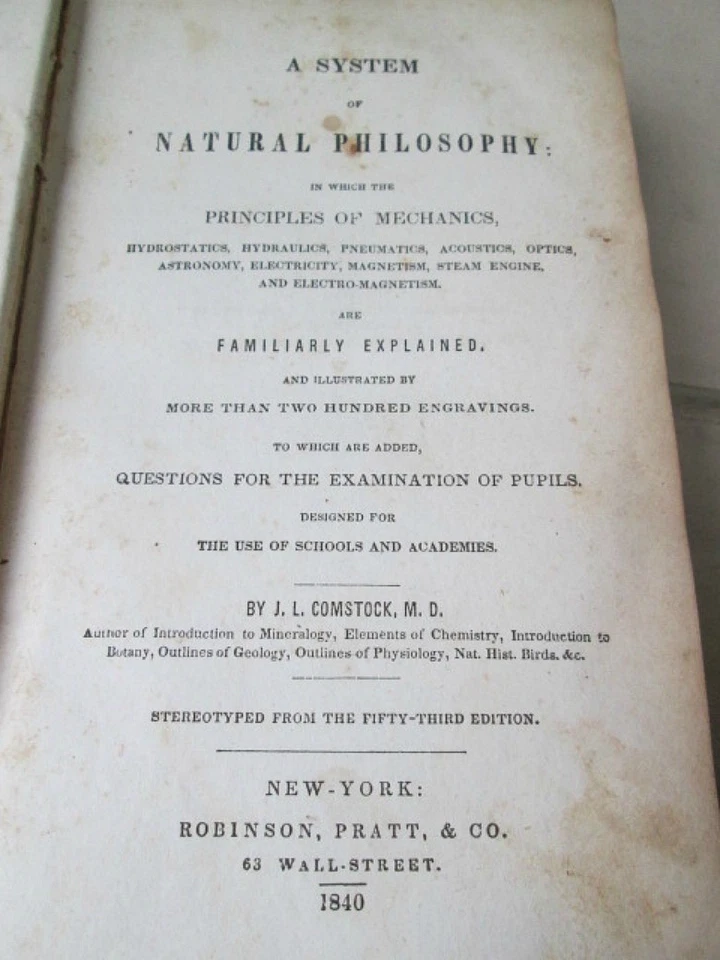 A SYSTEM
OF
NATURAL PHILOSOPHY:
IN WHICH THE
PRINCIPLES OF MECHANICS,
HYDROSTATICS, HYDRAULICS, PNEUMATICS, ACOUSTICS, OPTICS,
ASTRONOMY, ELECTRICITY, MAGNETISM, STEAM ENGINE,
AND ELECTRO-MAGNETISM.
ARE
FAMILIARLY EXPLAINED,
AND ILLUSTRATED BY
MORE THAN TWO HUNDRED ENGRAVINGS.
TO WHICH ARE ADDED,
QUESTIONS FOR THE EXAMINATION OF PUPILS.
DESIGNED FOR
THE USE OF SCHOOLS AND ACADEMIES.
BY J. L. COMSTOCK, M. D.
Author of Introduction to Mineralogy, Elements of Chemistry, Introduction to
Botany, Outlines of Geology, Outlines of Physiology, Nat. Hist. Birds. &c.
STEREOTYPED FROM THE FIFTY-THIRD EDITION.
NEW-YORK:
ROBINSON, PRATT, & CO.
63 WALL-STREET.
1840